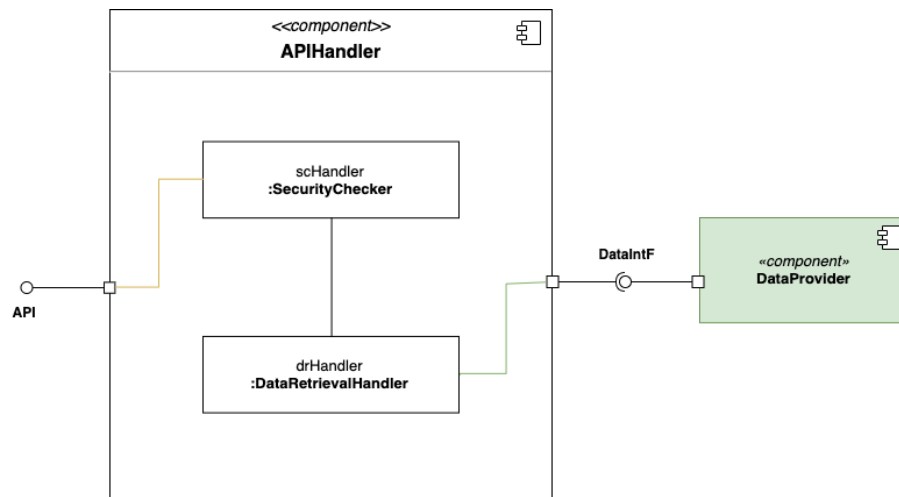 <<component>>
APIHandler
scHandler
:SecurityChecker
DataIntF
«component»
DataProvider
API
drHandler
:DataRetrievalHandler